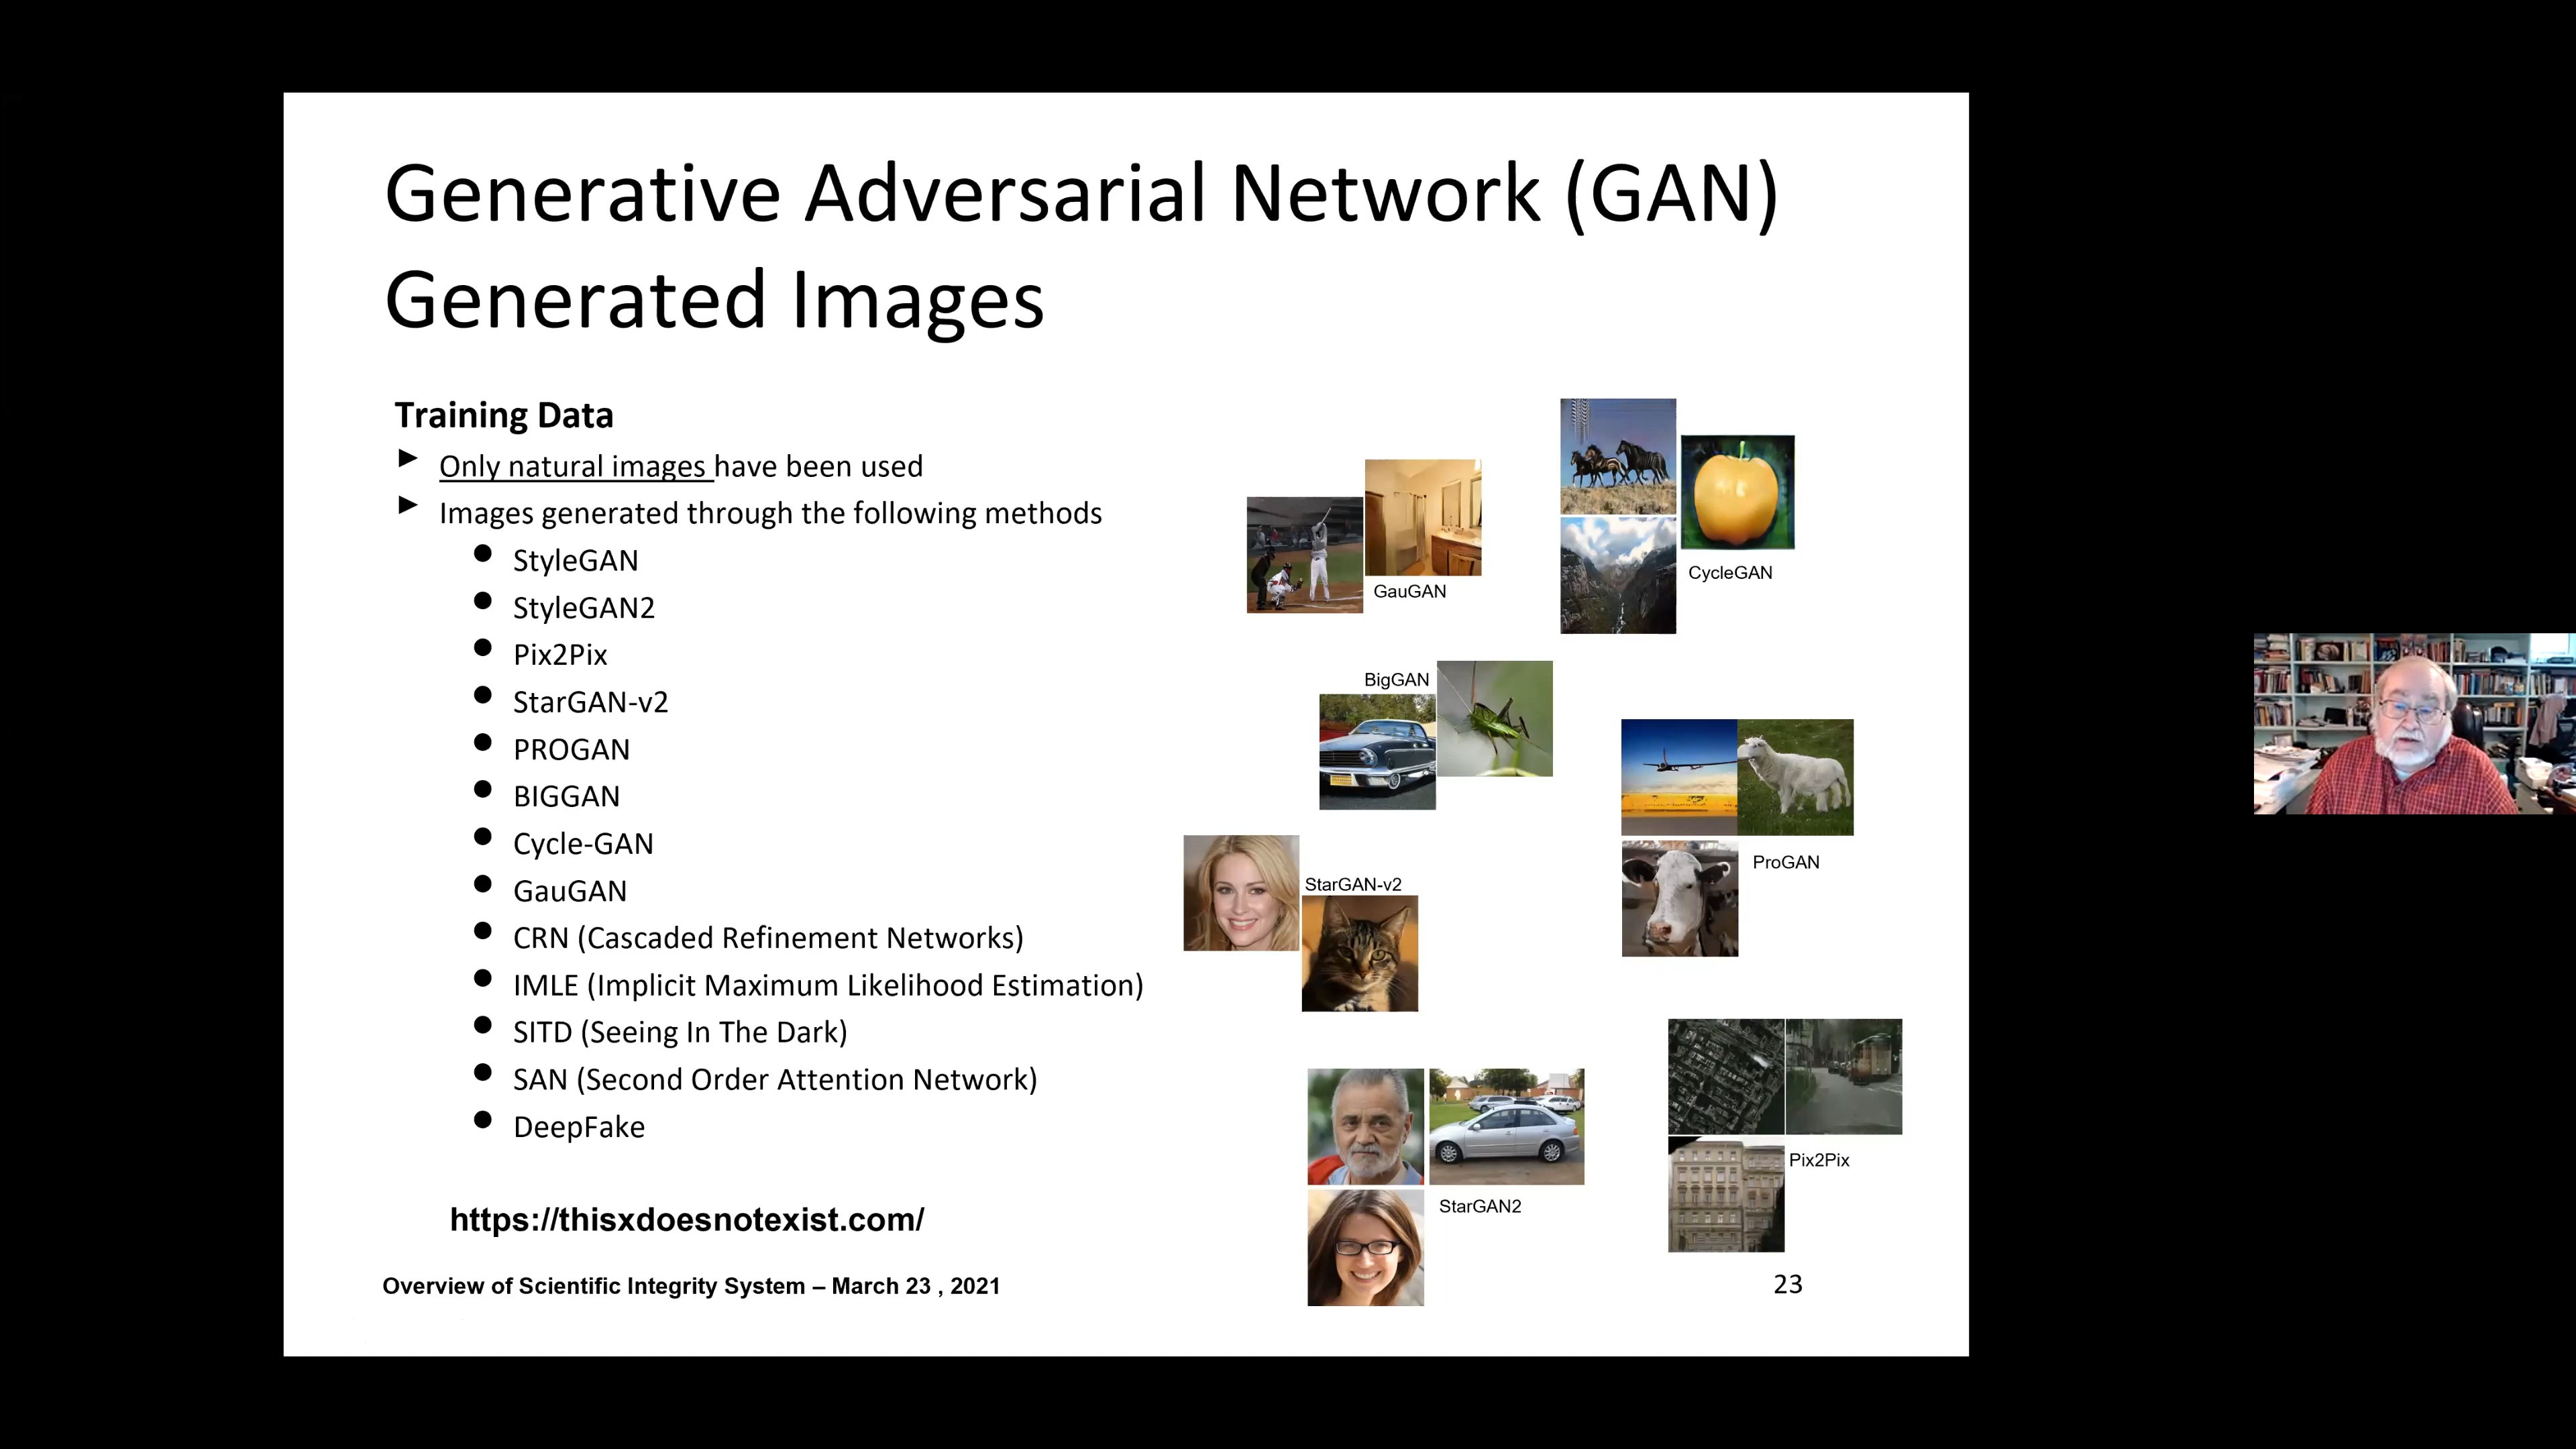 Generative Adversarial Network (GAN)
Generated Images
Training Data
Only natural images have been used
Images generated through the following methods
StyleGAN
StyleGAN2
Pix2Pix
StarGAN-v2
PROGAN
BIGGAN
Cycle-GAN
GauGAN
CRN (Cascaded Refinement Networks)
IMLE (Implicit Maximum Likelihood Estimation)
SITD (Seeing In The Dark)
SAN (Second Order Attention Network)
DeepFake
https://thisxdoesnotexist.com/
GauGAN
CycleGAN
BigGAN
ProGAN
StarGAN-v2
StarGAN2
Pix2Pix
Overview of Scientific Integrity System – March 23 , 2021
23